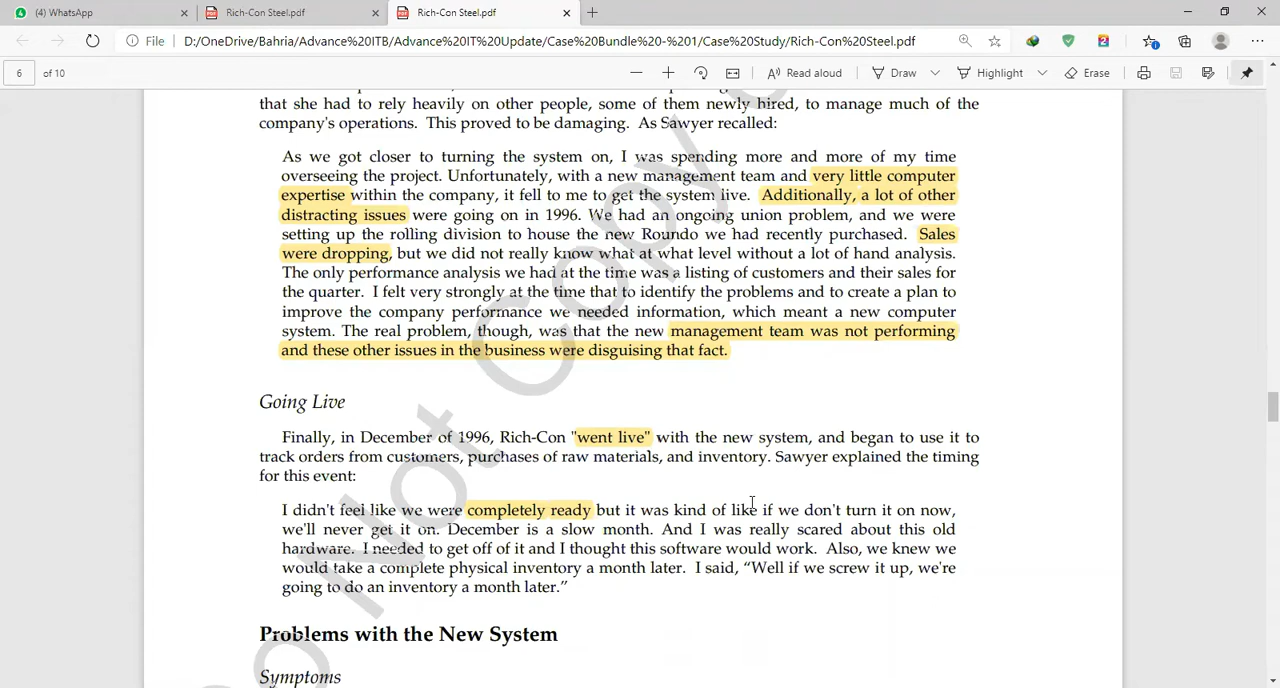 (4) WhatsApp
Rich-Con Steel.pdf
Rich-Con Steel.pdf
File
D:/OneDrive/Bahria/Advance%20ITB/Advance%20IT%20Update/Case%20Bundle%20-%201/Case%20Study/Rich-Con%20Steel.pdf
6 of 10
Read aloud
Draw
Highlight
Erase
that she had to rely heavily on other people, some of them newly hired, to manage much of the
company's operations. This proved to be damaging. As Sawyer recalled:
As we got closer to turning the system on, I was spending more and more of my time
overseeing the project. Unfortunately, with a new management team and very little computer
expertise within the company, it fell to me to get the system live. Additionally, a lot of other
distracting issues were going on in 1996. We had an ongoing union problem, and we were
setting up the rolling division to house the new Roundo we had recently purchased. Sales
were dropping, but we did not really know what at what level without a lot of hand analysis.
The only performance analysis we had at the time was a listing of customers and their sales for
the quarter. I felt very strongly at the time that to identify the problems and to create a plan to
improve the company performance we needed information, which meant a new computer
system. The real problem, though, was that the new management team was not performing
and these other issues in the business were disguising that fact.
Going Live
Finally, in December of 1996, Rich-Con "went live" with the new system, and began to use it to
track orders from customers, purchases of raw materials, and inventory. Sawyer explained the timing
for this event:
I didn't feel like we were completely ready but it was kind of like if we don't turn it on now,
we'll never get it on. December is a slow month. And I was really scared about this old
hardware. I needed to get off of it and I thought this software would work. Also, we knew we
would take a complete physical inventory a month later. I said, “Well if we screw it up, we're
going to do an inventory a month later.”
Problems with the New System
Symptoms
Not Copy